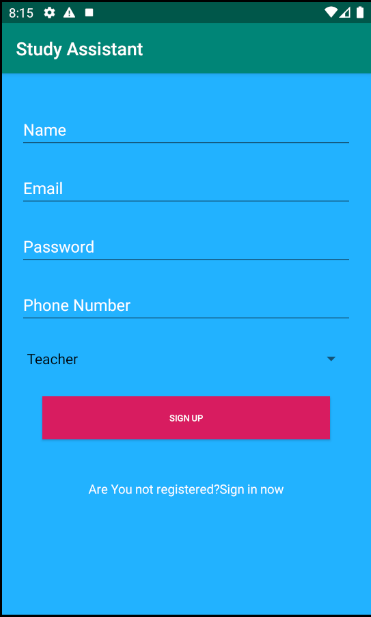 8:15
Study Assistant
Name
Email
Password
Phone Number
Teacher
SIGN UP
Are You not registered?Sign in now